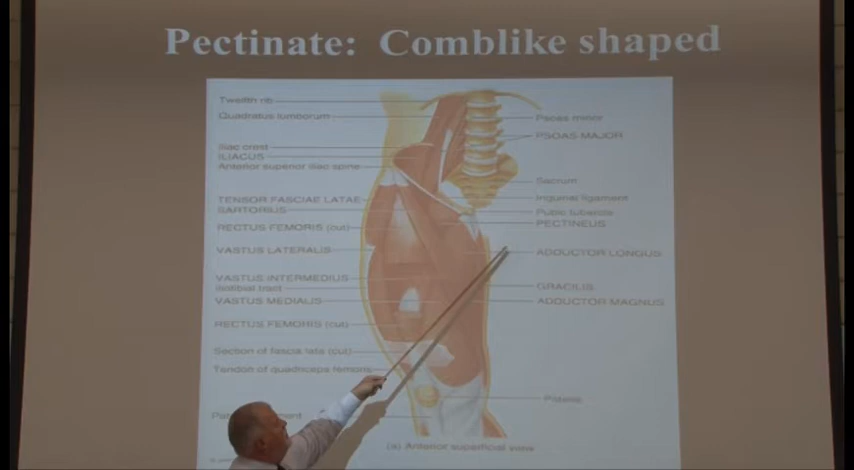 Pectinate: Comblike shaped
Twelfth rib
Quadratus lumborum
Iliac crest
ILIACUS
Anterior superior iliac spine
TENSOR FASCIAE LATAE
SARTORIUS
RECTUS FEMORIS (cut)
VASTUS LATERALIS
VASTUS INTERMEDIUS
Iliotibial tract
VASTUS MEDIALIS
RECTUS FEMORIS (cut)
Section of fascia lata (cut)
Tendon of quadriceps femoris
Psoas minor
PSOAS MAJOR
Sacrum
Inguinal ligament
Pubic tubercle
PECTINEUS
ADDUCTOR LONGUS
GRACILIS
ADDUCTOR MAGNUS
Patella
(a) Anterior superficial view